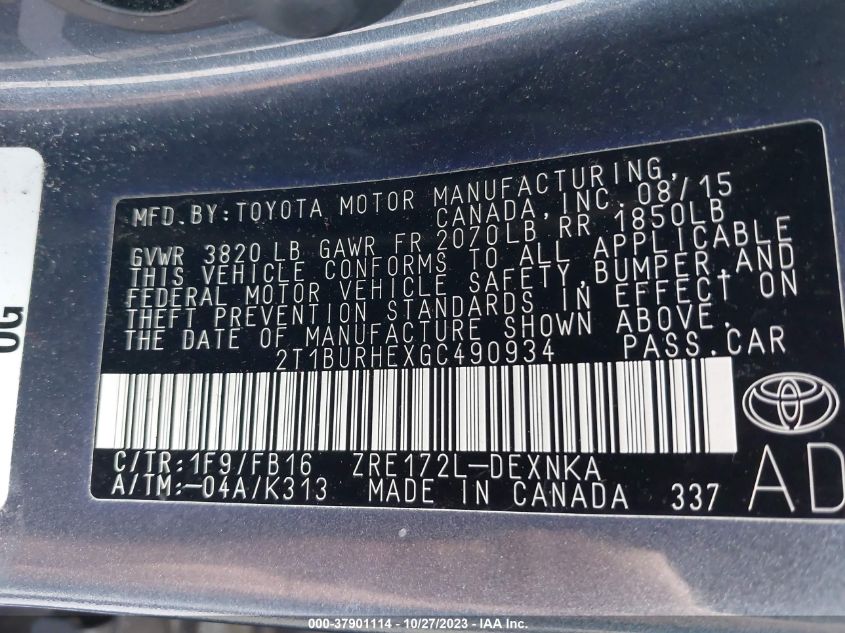 OG
MFD.BY:TOYOTA MOTOR MANUFACTURING,
CANADA, INC. 08/15
GVWR 3820 LB GAWR FR 2070LB RR 1850LB
THIS VEHICLE CONFORMS TO ALL APPLICABLE
FEDERAL MOTOR VEHICLE SAFETY, BUMPER, AND
THEFT PREVENTION STANDARDS IN EFFECT ON
THE DATE OF MANUFACTURE SHOWN ABOVE.
2T1BURHEXGC490934 PASS.CAR
C/TR:1F9/FB16 ZRE172L-DEXNKA
A/TM:-04A/K313 MADE IN CANADA 337 AD
000-37901114 - 10/27/2023 - IAA Inc.